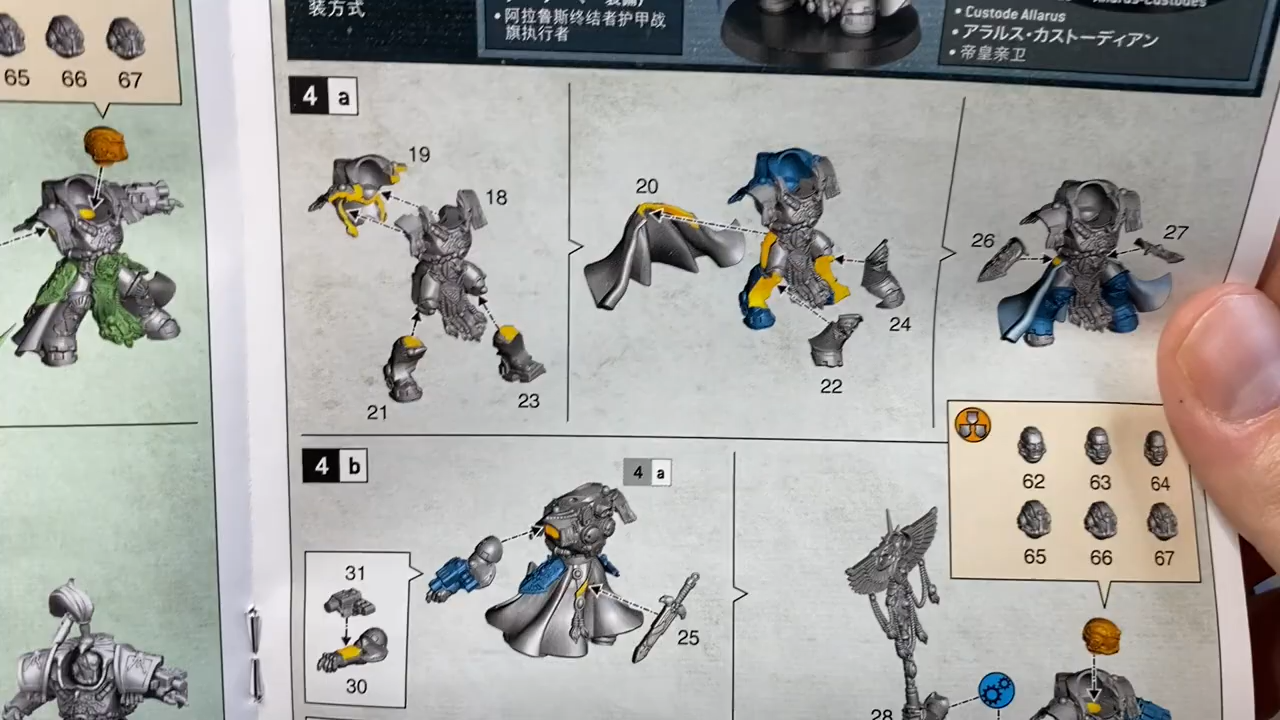 装方式
• 阿拉鲁斯终结者护甲战
旗执行者
• Custode Allarus
• アラルス・カストーディアン
• 帝皇亲卫
65 66 67
4 a
19
18
21
23
20
24
22
26
27
4 b
4 a
31
30
25
28
62 63 64
65 66 67